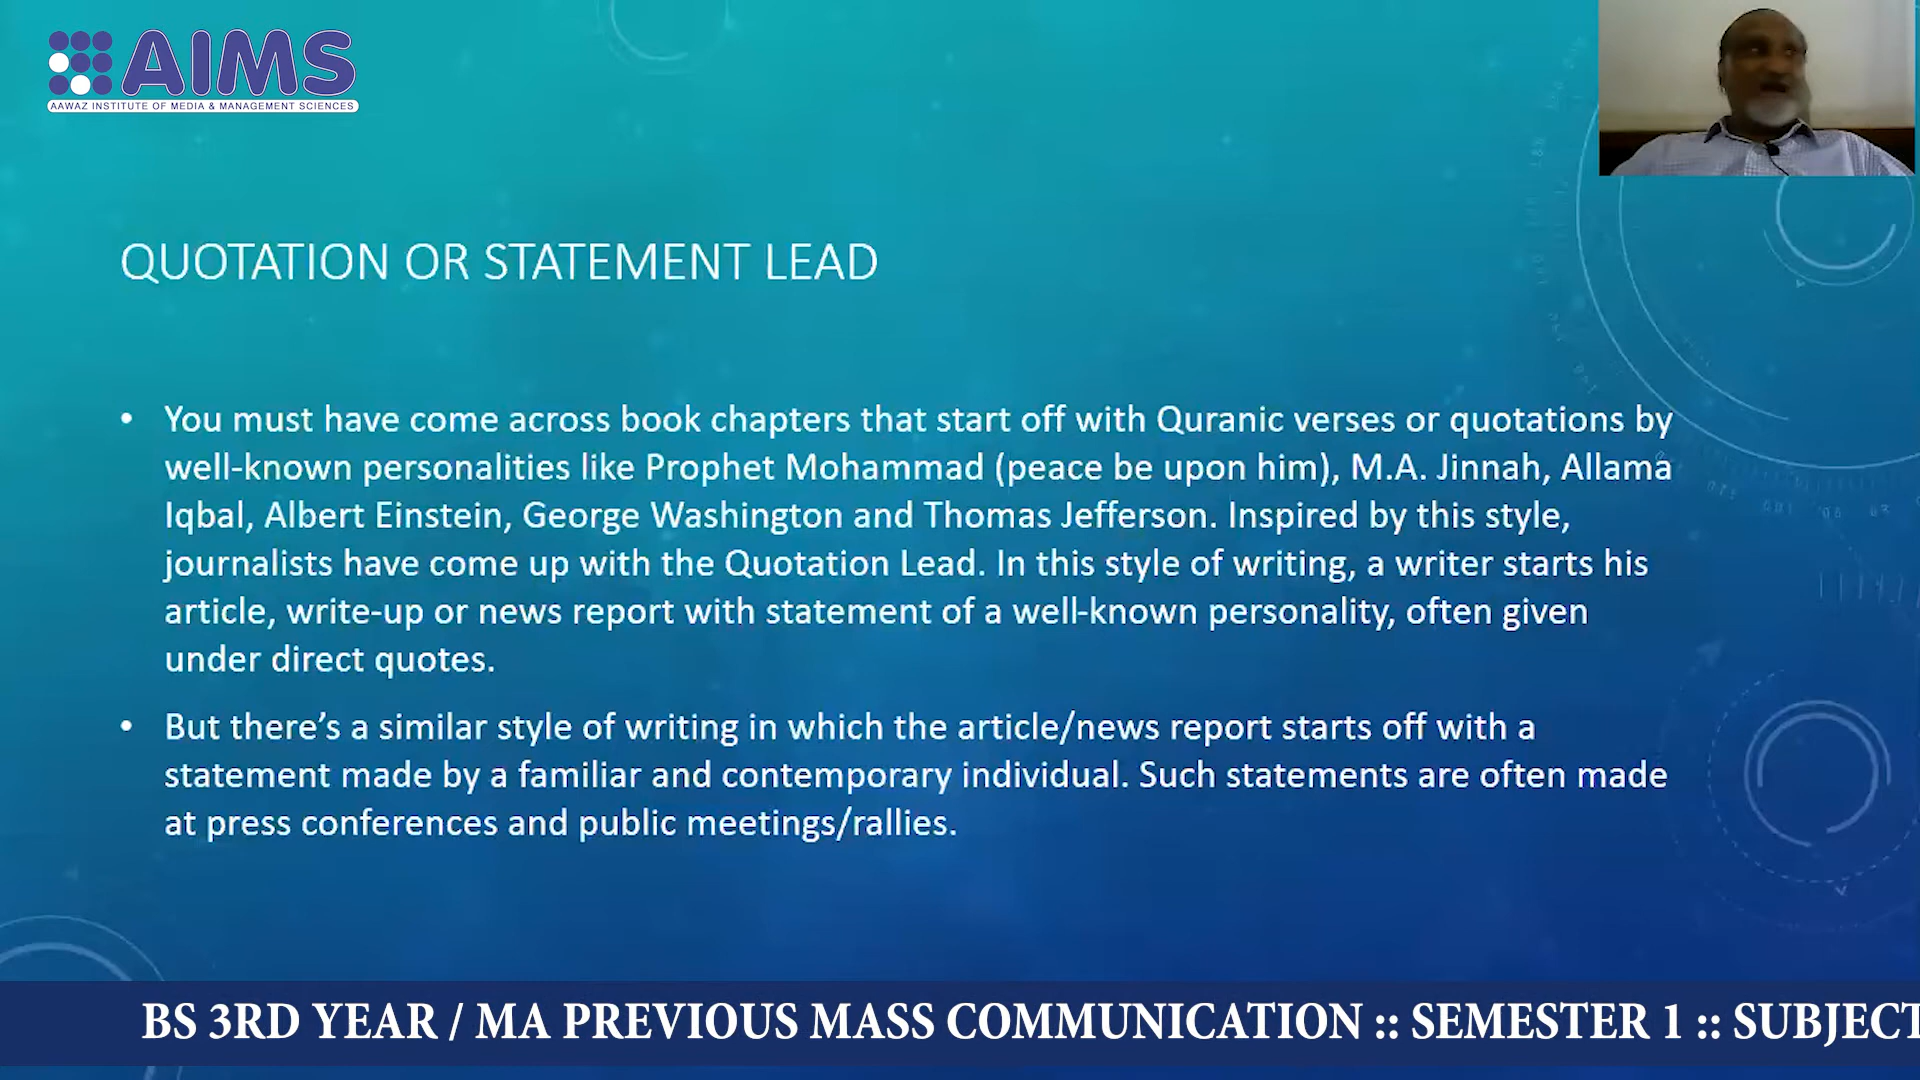 AIMS
AAWAZ INSTITUTE OF MEDIA & MANAGEMENT SCIENCES
QUOTATION OR STATEMENT LEAD
• You must have come across book chapters that start off with Quranic verses or quotations by
well-known personalities like Prophet Mohammad (peace be upon him), M.A. Jinnah, Allama
Iqbal, Albert Einstein, George Washington and Thomas Jefferson. Inspired by this style,
journalists have come up with the Quotation Lead. In this style of writing, a writer starts his
article, write-up or news report with statement of a well-known personality, often given
under direct quotes.
• But there’s a similar style of writing in which the article/news report starts off with a
statement made by a familiar and contemporary individual. Such statements are often made
at press conferences and public meetings/rallies.
BS 3RD YEAR / MA PREVIOUS MASS COMMUNICATION :: SEMESTER 1 :: SUBJECT